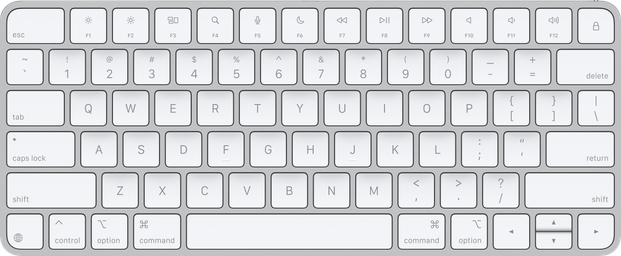 esc F1 F2 F3 F4 F5 F6 F7 F8 F9 F10 F11 F12
~ ! @ # $ % ^ & * ( ) _ +
` 1 2 3 4 5 6 7 8 9 0 - = delete
tab Q W E R T Y U I O P { [ } ] | \
caps lock A S D F G H J K L : ; " ' return
shift Z X C V B N M < , > . ? / shift
control option command command option